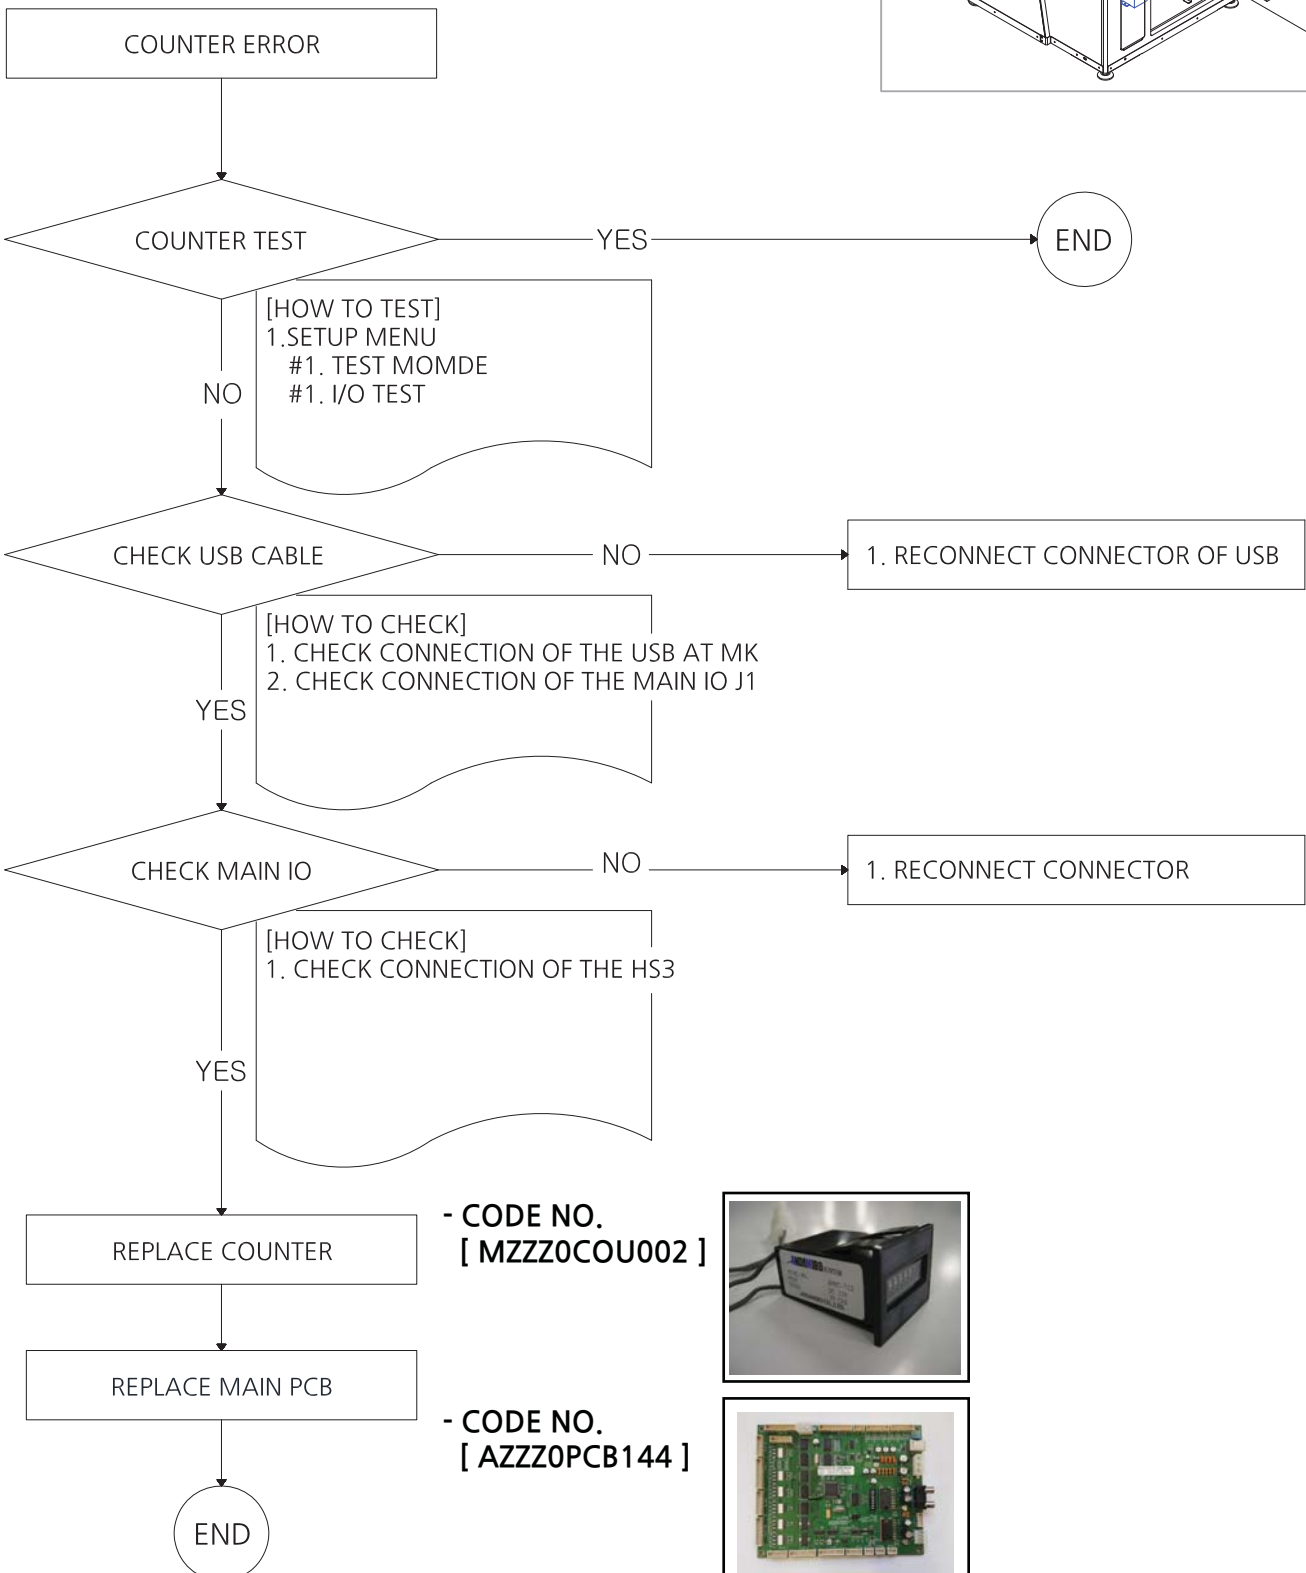 COUNTER ERROR
COUNTER TEST
YES
END
[HOW TO TEST]
1.SETUP MENU
#1. TEST MOMDE
#1. I/O TEST
NO
CHECK USB CABLE
NO
1. RECONNECT CONNECTOR OF USB
[HOW TO CHECK]
1. CHECK CONNECTION OF THE USB AT MK
2. CHECK CONNECTION OF THE MAIN IO J1
YES
CHECK MAIN IO
NO
1. RECONNECT CONNECTOR
[HOW TO CHECK]
1. CHECK CONNECTION OF THE HS3
YES
- CODE NO.
[ MZZZ0COU002 ]
REPLACE COUNTER
REPLACE MAIN PCB
- CODE NO.
[ AZZZ0PCB144 ]
END